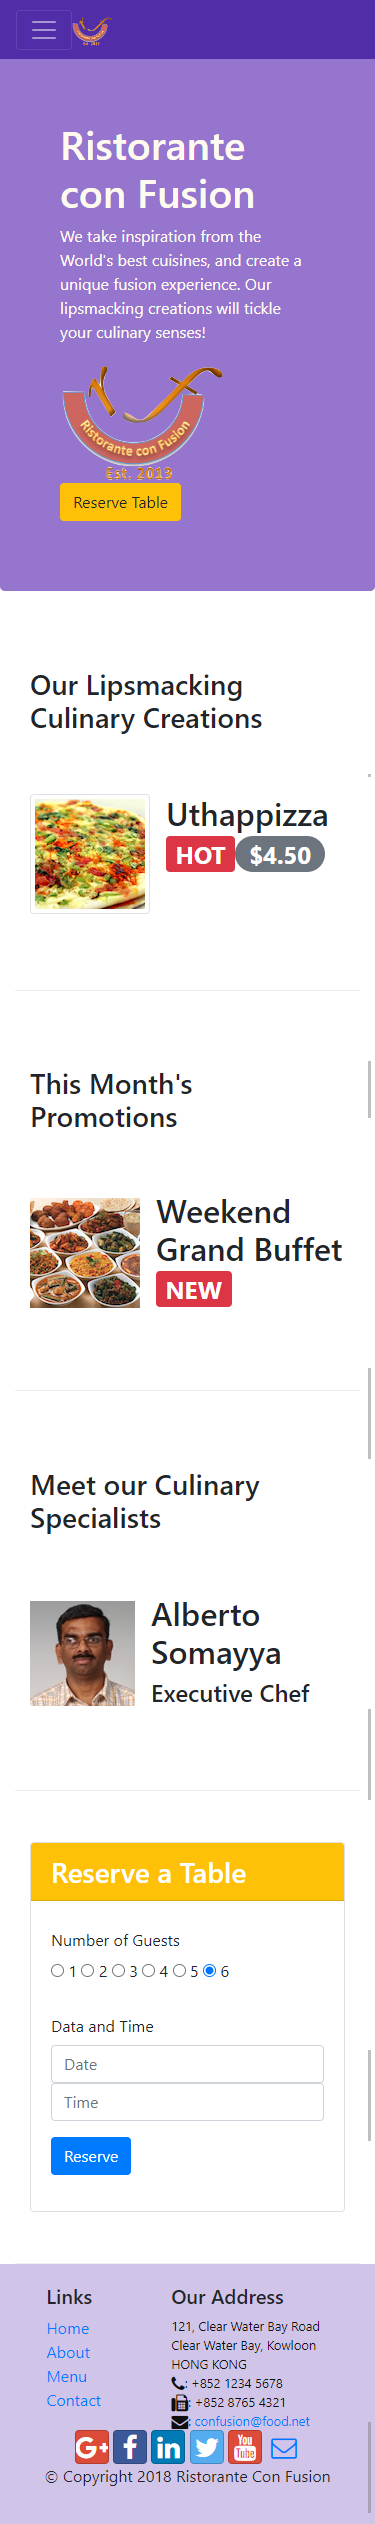 Ristorante
con Fusion
We take inspiration from the
World's best cuisines, and create a
unique fusion experience. Our
lipsmacking creations will tickle
your culinary senses!
Ristorante con Fusion
Est. 2013
Reserve Table
Our Lipsmacking
Culinary Creations
Uthappizza
HOT $4.50
This Month's
Promotions
Weekend
Grand Buffet
NEW
Meet our Culinary
Specialists
Alberto
Somayya
Executive Chef
Reserve a Table
Number of Guests
1 2 3 4 5 6
Data and Time
Date
Time
Reserve
Links
Home
About
Menu
Contact
Our Address
121, Clear Water Bay Road
Clear Water Bay, Kowloon
HONG KONG
: +852 1234 5678
: +852 8765 4321
: confusion@food.net
G+ f in You Tube
© Copyright 2018 Ristorante Con Fusion